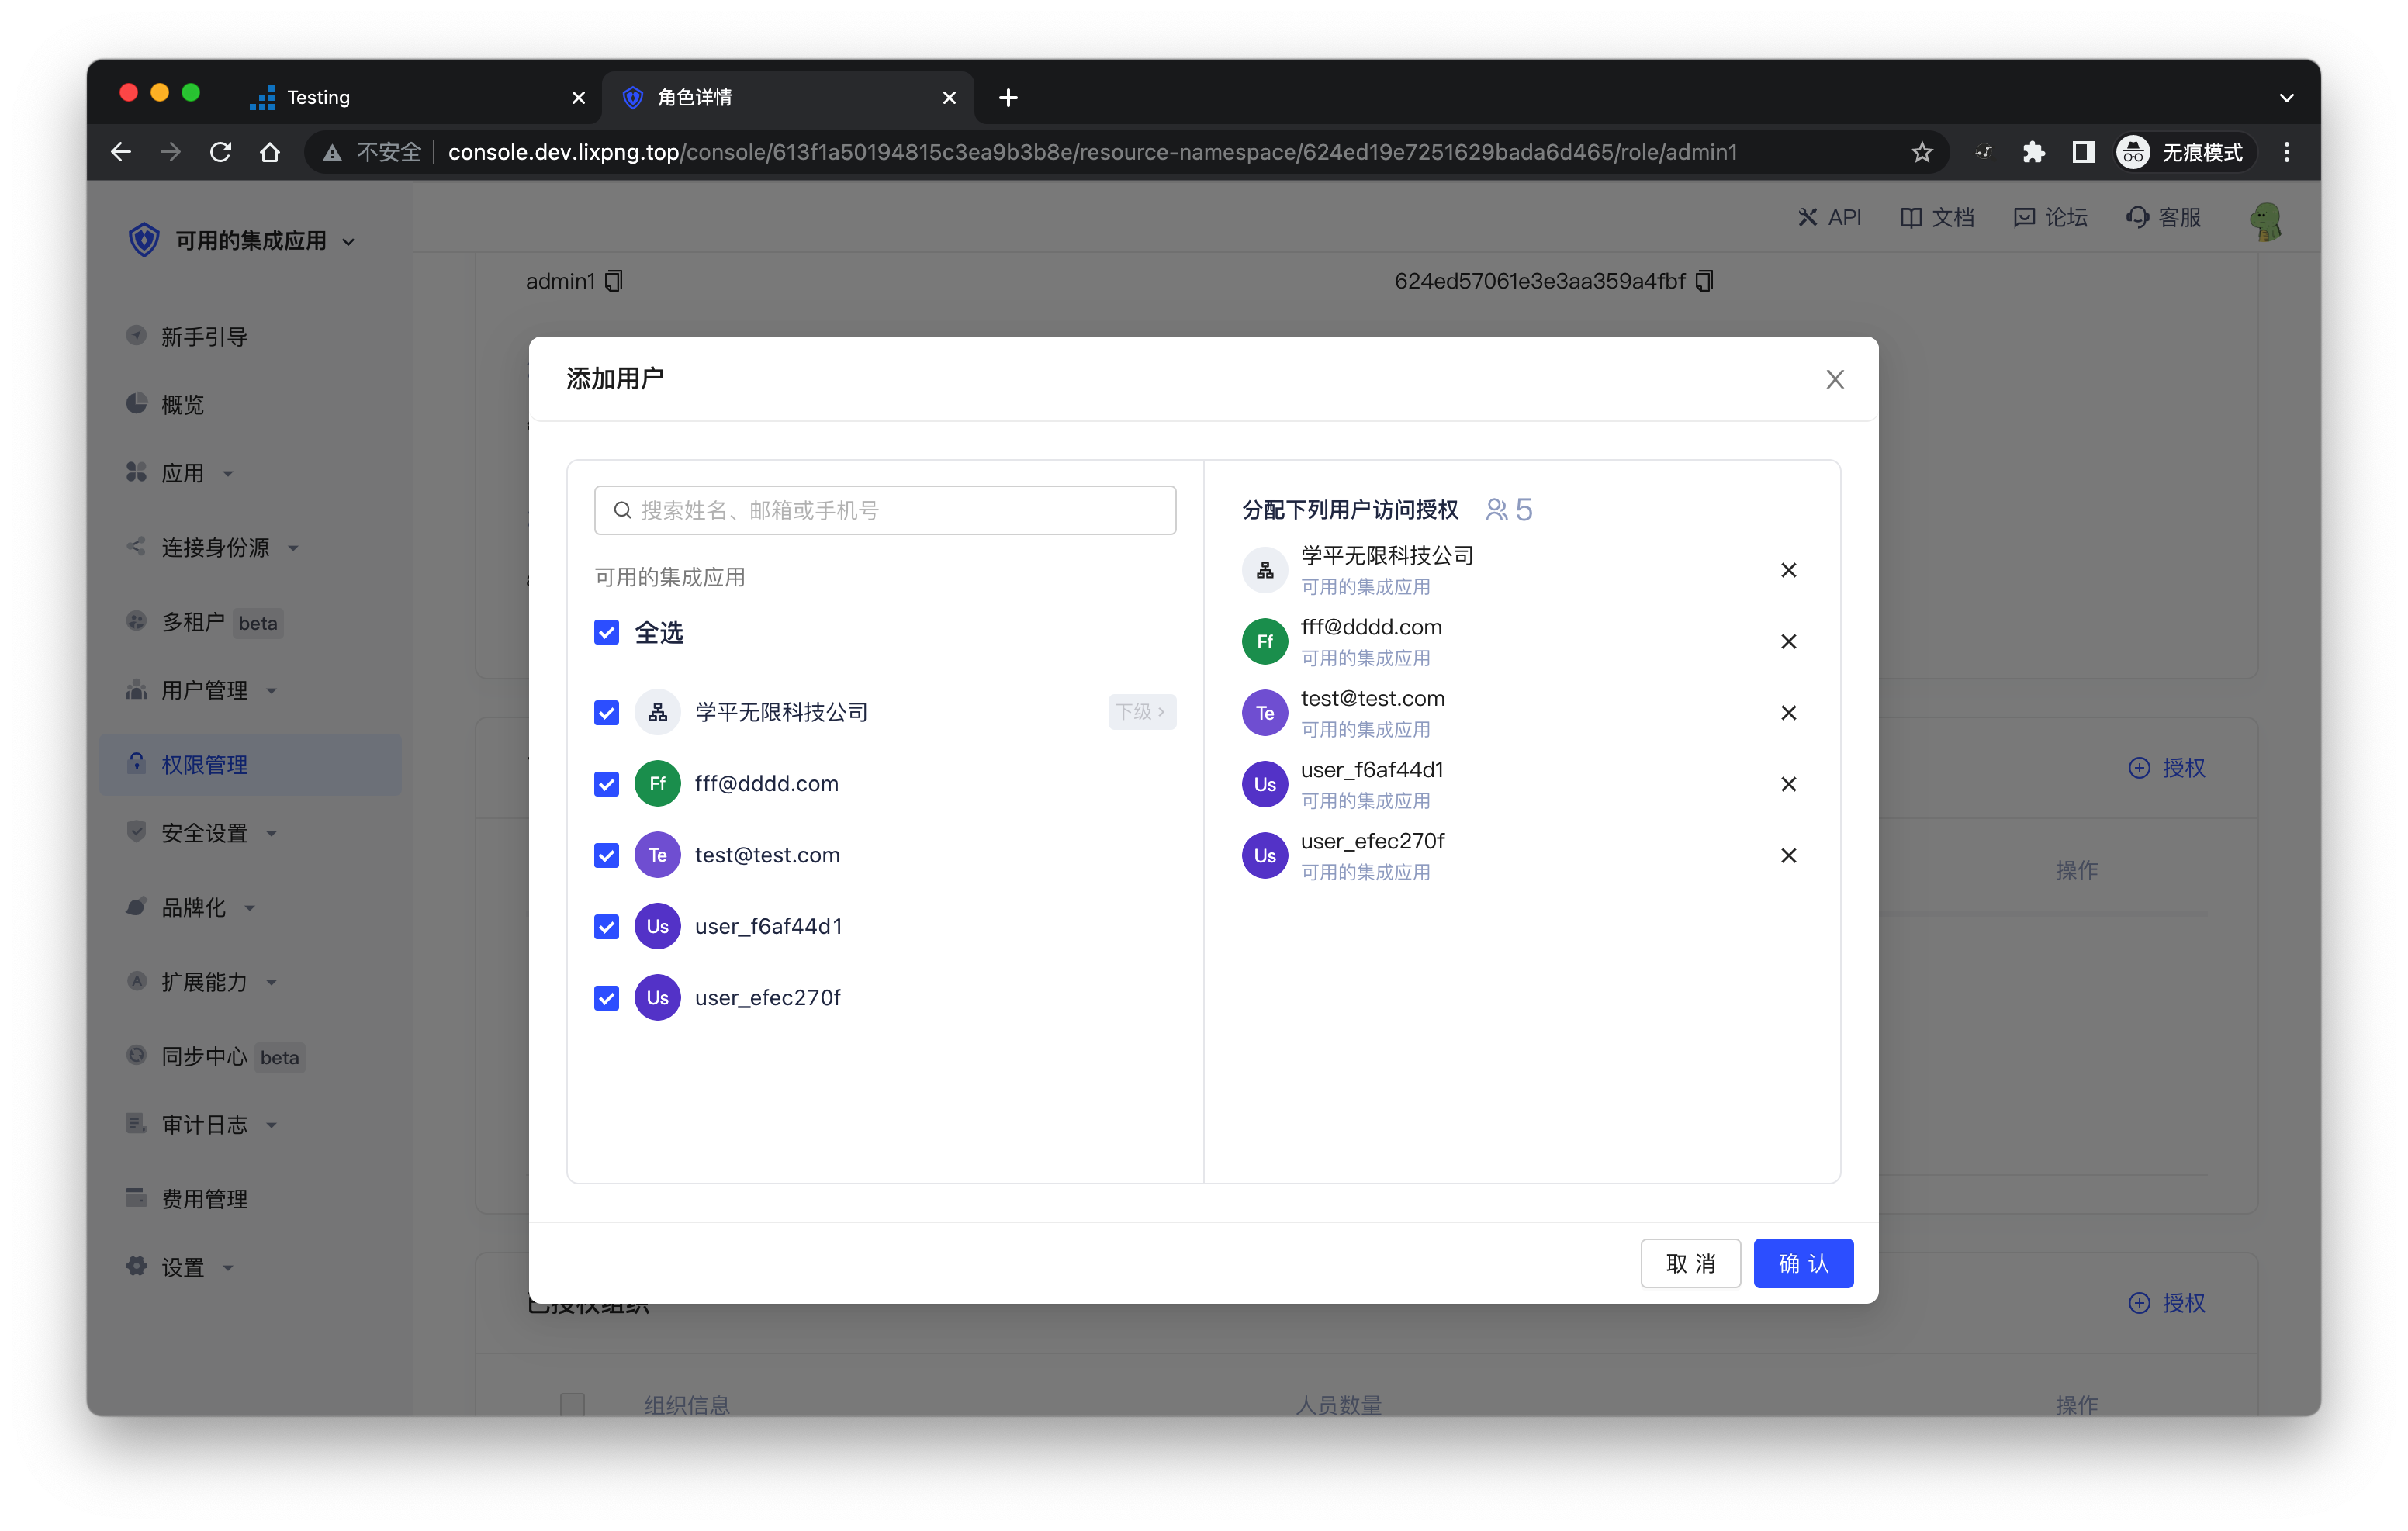 Testing
角色详情
不安全
console.dev.lixpng.top/console/613f1a50194815c3ea9b3b8e/resource-namespace/624ed19e7251629bada6d465/role/admin1
无痕模式
可用的集成应用
API
文档
论坛
客服
admin1
624ed57061e3e3aa359a4fbf
新手引导
概览
应用
连接身份源
多租户 beta
用户管理
权限管理
安全设置
品牌化
扩展能力
同步中心 beta
审计日志
费用管理
设置
添加用户
搜索姓名、邮箱或手机号
可用的集成应用
全选
学平无限科技公司
下级 >
Ff fff@dddd.com
Te test@test.com
Us user_f6af44d1
Us user_efec270f
分配下列用户访问授权 5
学平无限科技公司
可用的集成应用
Ff fff@dddd.com
可用的集成应用
Te test@test.com
可用的集成应用
Us user_f6af44d1
可用的集成应用
Us user_efec270f
可用的集成应用
取 消
确 认
授权
操作
已授权组织
授权
组织信息
人员数量
操作